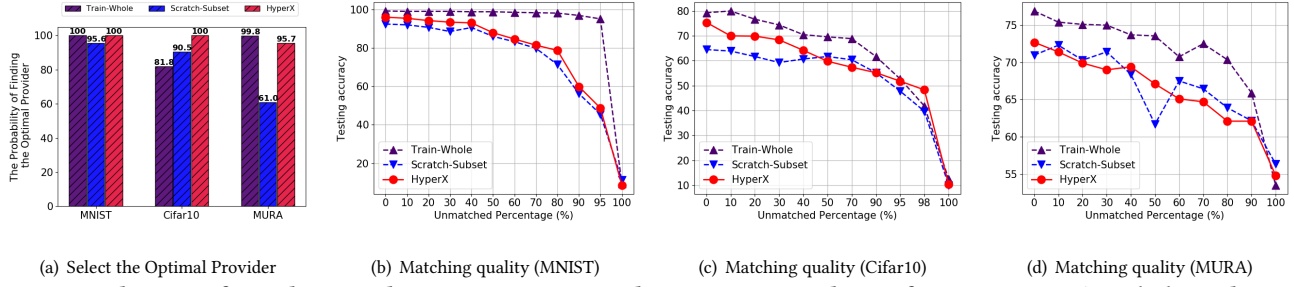 Train-Whole Scratch-Subset HyperX
The Probability of Finding
the Optimal Provider
100
80
60
40
20
0
100 95.6 100
81.8 90.5 100
99.8 61.0 95.7
MNIST Cifar10 MURA
(a) Select the Optimal Provider
Testing accuracy
100
80
60
40
20
Train-Whole
Scratch-Subset
HyperX
0 10 20 30 40 50 60 70 80 90 95 100
Unmatched Percentage (%)
(b) Matching quality (MNIST)
Testing accuracy
80
70
60
50
40
30
20
10
Train-Whole
Scratch-Subset
HyperX
0 10 20 30 40 50 70 90 95 98 100
Unmatched Percentage (%)
(c) Matching quality (Cifar10)
Testing accuracy
75
70
65
60
55
Train-Whole
Scratch-Subset
HyperX
0 10 20 30 40 50 60 70 80 90 100
Unmatched Percentage (%)
(d) Matching quality (MURA)